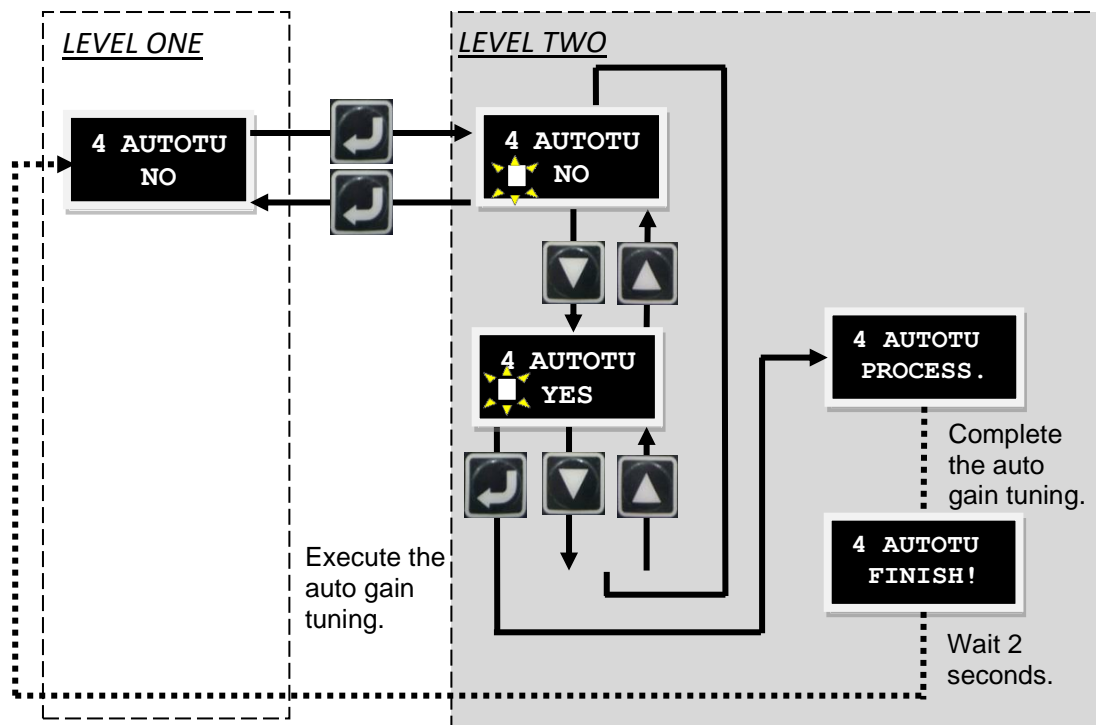 LEVEL ONE
LEVEL TWO
4 AUTOTU
NO
4 AUTOTU
NO
4 AUTOTU
YES
4 AUTOTU
PROCESS.
Complete
the auto
gain tuning.
4 AUTOTU
FINISH!
Execute the
auto gain
tuning.
Wait 2
seconds.